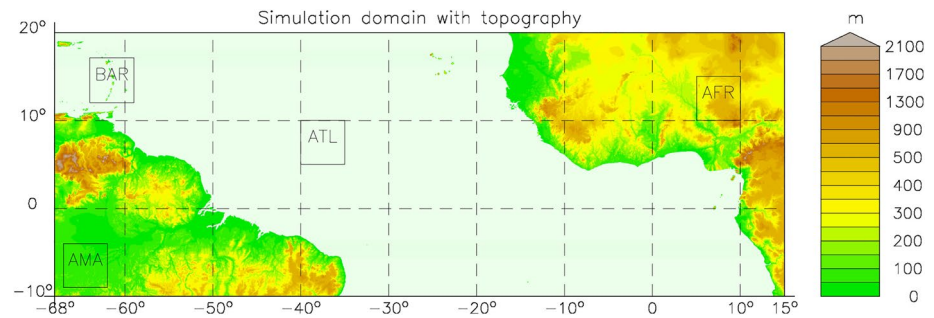 Simulation domain with topography
m
20°
10°
0
−10°
BAR
ATL
AFR
AMA
−68° −60° −50° −40° −30° −20° −10° 0 10° 15°
2100
1700
1300
900
500
400
300
200
100
0